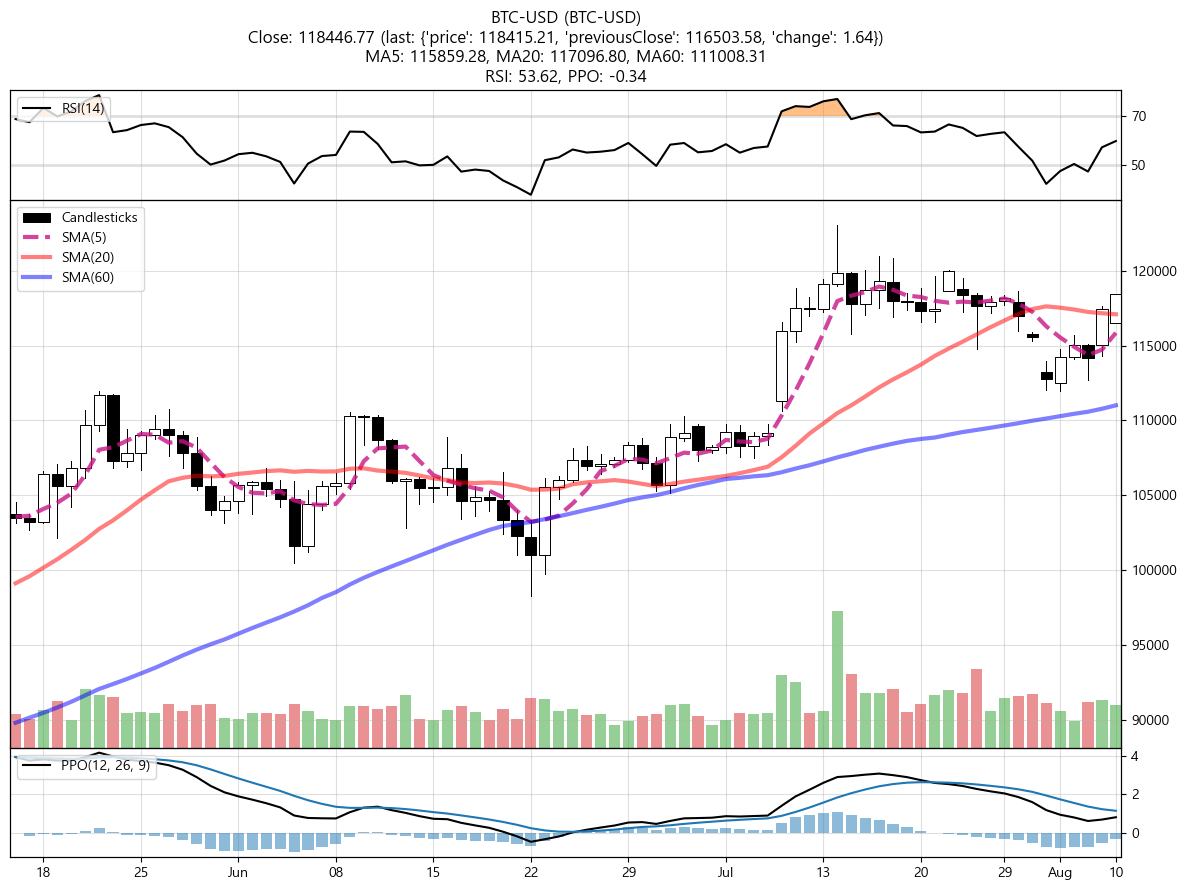 BTC-USD (BTC-USD)
Close: 118446.77 (last: {'price': 118415.21, 'previousClose': 116503.58, 'change': 1.64})
MA5: 115859.28, MA20: 117096.80, MA60: 111008.31
RSI: 53.62, PPO: -0.34
RSI(14)
70
50
Candlesticks
SMA(5)
SMA(20)
SMA(60)
120000
115000
110000
105000
100000
95000
90000
PPO(12, 26, 9)
4
2
0
18 25 Jun 08 15 22 29 Jul 13 20 29 Aug 10